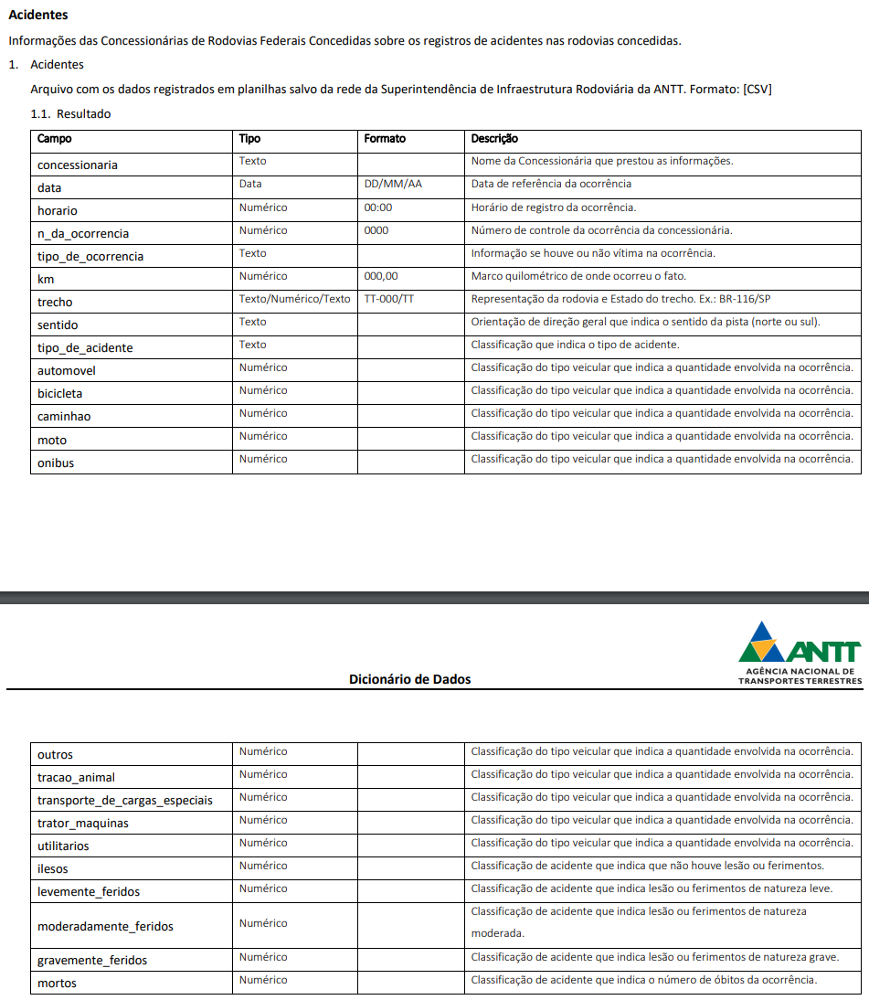 Acidentes
Informações das Concessionárias de Rodovias Federais Concedidas sobre os registros de acidentes nas rodovias concedidas.
1. Acidentes
Arquivo com os dados registrados em planilhas salvo da rede da Superintendência de Infraestrutura Rodoviária da ANTT. Formato: [CSV]
1.1. Resultado
Campo Tipo Formato Descrição
concessionaria Texto Nome da Concessionária que prestou as informações.
data Data DD/MM/AA Data de referência da ocorrência
horario Numérico 00:00 Horário de registro da ocorrência.
n_da_ocorrencia Numérico 0000 Número de controle da ocorrência da concessionária.
tipo_de_ocorrencia Texto Informação se houve ou não vítima na ocorrência.
km Numérico 000,00 Marco quilométrico de onde ocorreu o fato.
trecho Texto/Numérico/Texto TT-000/TT Representação da rodovia e Estado do trecho. Ex.: BR-116/SP
sentido Texto Orientação de direção geral que indica o sentido da pista (norte ou sul).
tipo_de_acidente Texto Classificação que indica o tipo de acidente.
automovel Numérico Classificação do tipo veicular que indica a quantidade envolvida na ocorrência.
bicicleta Numérico Classificação do tipo veicular que indica a quantidade envolvida na ocorrência.
caminhao Numérico Classificação do tipo veicular que indica a quantidade envolvida na ocorrência.
moto Numérico Classificação do tipo veicular que indica a quantidade envolvida na ocorrência.
onibus Numérico Classificação do tipo veicular que indica a quantidade envolvida na ocorrência.
ANTT
AGÊNCIA NACIONAL DE
TRANSPORTES TERRESTRES
Dicionário de Dados
outros Numérico Classificação do tipo veicular que indica a quantidade envolvida na ocorrência.
tracao_animal Numérico Classificação do tipo veicular que indica a quantidade envolvida na ocorrência.
transporte_de_cargas_especiais Numérico Classificação do tipo veicular que indica a quantidade envolvida na ocorrência.
trator_maquinas Numérico Classificação do tipo veicular que indica a quantidade envolvida na ocorrência.
utilitarios Numérico Classificação do tipo veicular que indica a quantidade envolvida na ocorrência.
ilesos Numérico Classificação de acidente que indica que não houve lesão ou ferimentos.
levemente_feridos Numérico Classificação de acidente que indica lesão ou ferimentos de natureza leve.
moderadamente_feridos Numérico Classificação de acidente que indica lesão ou ferimentos de natureza
moderada.
gravemente_feridos Numérico Classificação de acidente que indica lesão ou ferimentos de natureza grave.
mortos Numérico Classificação de acidente que indica o número de óbitos da ocorrência.